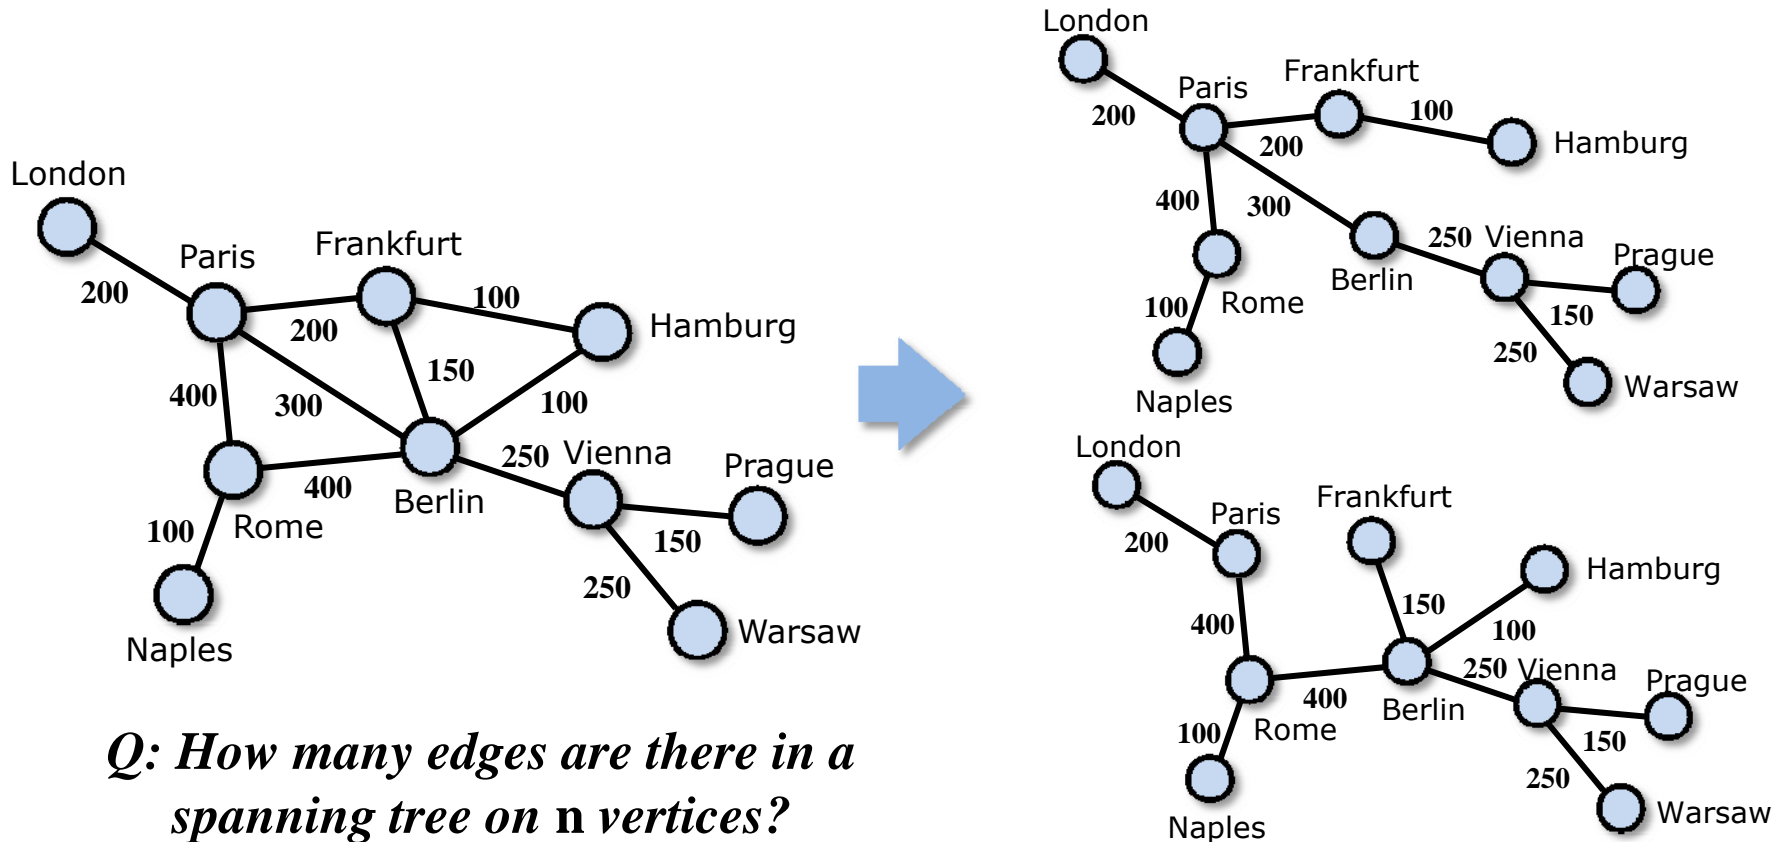 London
200
Paris
Frankfurt
200
100
Hamburg
150
400
300
100
400
Berlin
250
Vienna
Prague
150
250
Warsaw
100
Rome
Naples
Q: How many edges are there in a
spanning tree on n vertices?
London
200
Paris
Frankfurt
200
100
Hamburg
400
300
Berlin
250
Vienna
Prague
150
250
Warsaw
100
Rome
Naples
London
200
Paris
Frankfurt
Hamburg
150
100
400
400
Berlin
250
Vienna
Prague
150
250
Warsaw
100
Rome
Naples